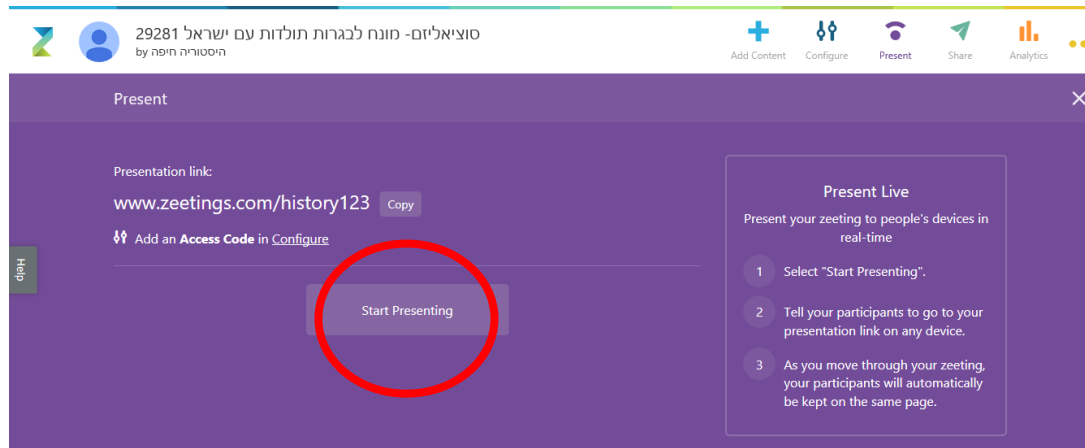 סוציאליזם- מונח לבגרות תולדות עם ישראל 29281
by היסטוריה חיפה
Add Content
Configure
Present
Share
Analytics
Present
Presentation link:
www.zeetings.com/history123
Copy
Add an Access Code in Configure
Help
Start Presenting
Present Live
Present your zeeting to people's devices in
real-time
1 Select "Start Presenting".
2 Tell your participants to go to your
presentation link on any device.
3 As you move through your zeeting,
your participants will automatically
be kept on the same page.